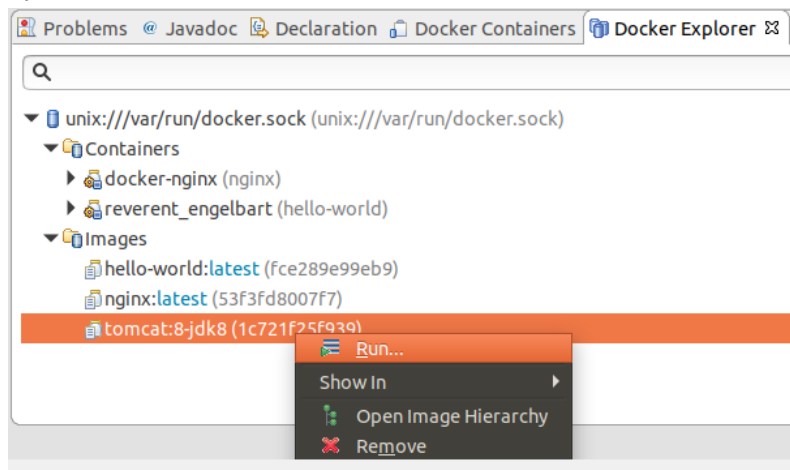 Problems @ Javadoc Declaration Docker Containers Docker Explorer
unix:///var/run/docker.sock (unix:///var/run/docker.sock)
Containers
docker-nginx (nginx)
reverent_engelbart (hello-world)
Images
hello-world:latest (fce289e99eb9)
nginx:latest (53f3fd8007f7)
tomcat:8-jdk8 (1c721f25f939)
Run...
Show In
Open Image Hierarchy
Remove